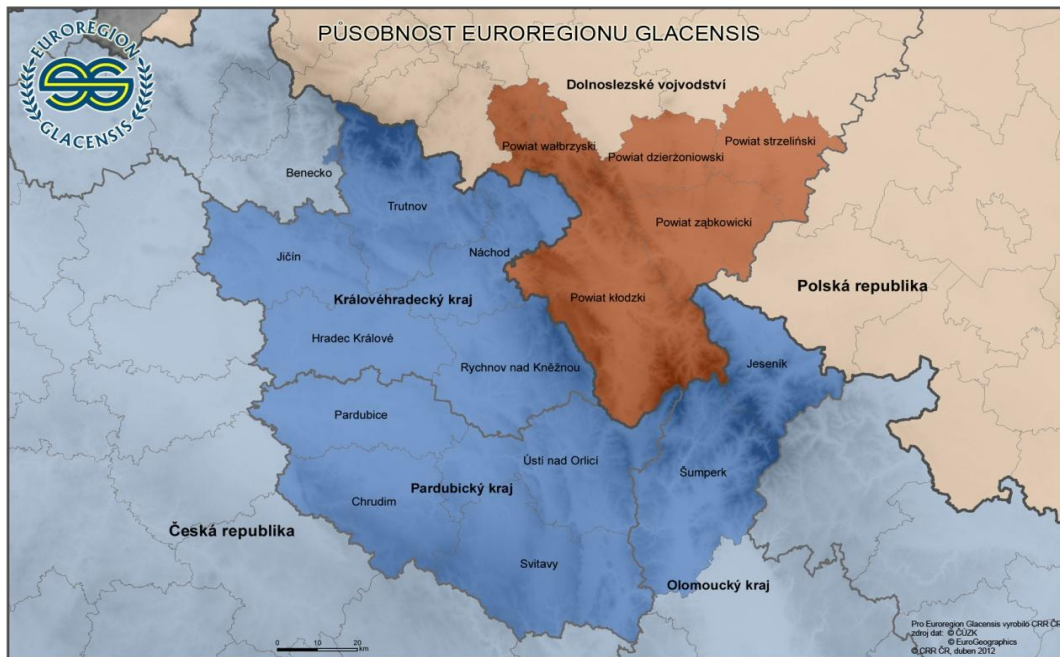 PŮSOBNOST EUROREGIONU GLACENSIS
EUROREGION
GLACENSIS
Dolnoslezské vojvodství
Powiat wałbrzyski
Powiat dzierżoniowski
Powiat strzeliński
Benecko
Trutnov
Powiat ząbkowicki
Náchod
Jičín
Polská republika
Královéhradecký kraj
Powiat kłodzki
Hradec Králové
Rychnov nad Kněžnou
Jeseník
Pardubice
Ústí nad Orlicí
Šumperk
Pardubický kraj
Chrudim
Česká republika
Svitavy
Olomoucký kraj
0 10 20
km
Pro Euroregion Glacensis vyrobilo CRR ČR
zdroj dat: © ČÚZK
© EuroGeographics
© CRR ČR, duben 2012